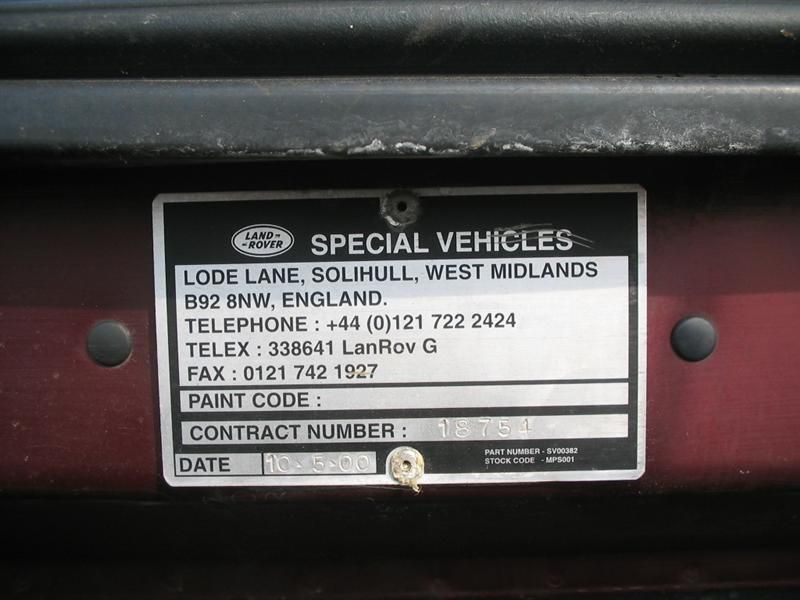 LAND-
-ROVER
SPECIAL VEHICLES
LODE LANE, SOLIHULL, WEST MIDLANDS
B92 8NW, ENGLAND.
TELEPHONE : +44 (0)121 722 2424
TELEX : 338641 LanRov G
FAX : 0121 742 1927
PAINT CODE :
CONTRACT NUMBER : 18754
DATE 10-5-00
PART NUMBER - SV00382
STOCK CODE - MPS001